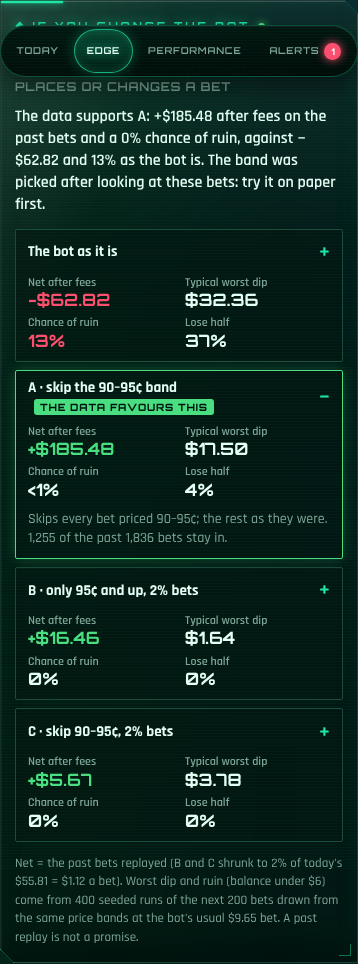 IF YOU CHANGE THE BOT
TODAY EDGE PERFORMANCE ALERTS 1
PLACES OR CHANGES A BET
The data supports A: +$185.48 after fees on the
past bets and a 0% chance of ruin, against –
$62.82 and 13% as the bot is. The band was
picked after looking at these bets: try it on paper
first.
The bot as it is +
Net after fees Typical worst dip
-$62.82 $32.36
Chance of ruin Lose half
13% 37%
A · skip the 90–95¢ band –
THE DATA FAVOURS THIS
Net after fees Typical worst dip
+$185.48 $17.50
Chance of ruin Lose half
<1% 4%
Skips every bet priced 90–95¢; the rest as they were.
1,255 of the past 1,836 bets stay in.
B · only 95¢ and up, 2% bets +
Net after fees Typical worst dip
+$16.46 $1.64
Chance of ruin Lose half
0% 0%
C · skip 90–95¢, 2% bets +
Net after fees Typical worst dip
+$5.67 $3.78
Chance of ruin Lose half
0% 0%
Net = the past bets replayed (B and C shrunk to 2% of today's
$55.81 = $1.12 a bet). Worst dip and ruin (balance under $6)
come from 400 seeded runs of the next 200 bets drawn from
the same price bands at the bot's usual $9.65 bet. A past
replay is not a promise.